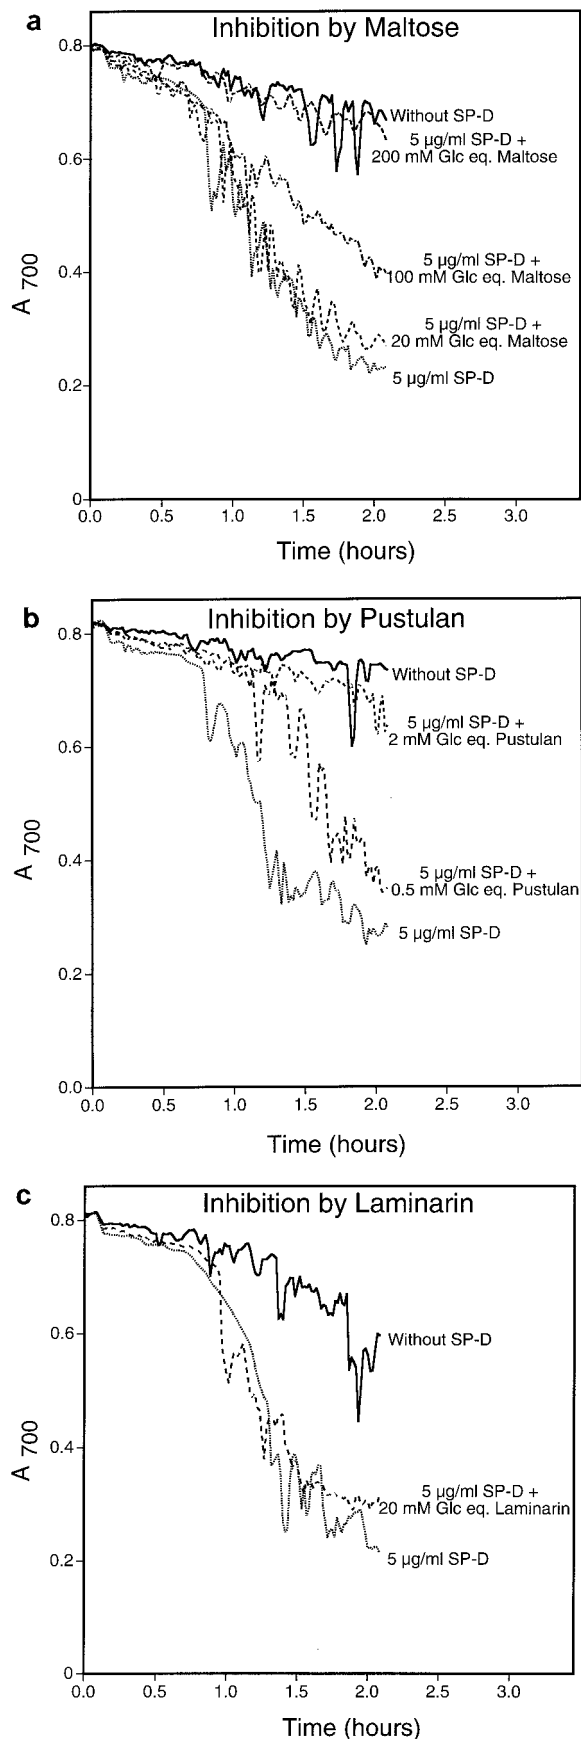 a
Inhibition by Maltose
0.8
Without SP-D
5 µg/ml SP-D +
200 mM Glc eq. Maltose
0.6
5 µg/ml SP-D +
100 mM Glc eq. Maltose
0.4
5 µg/ml SP-D +
20 mM Glc eq. Maltose
5 µg/ml SP-D
0.2
0
A 700
0.0 0.5 1.0 1.5 2.0 3.0
Time (hours)
b
Inhibition by Pustulan
0.8
Without SP-D
5 µg/ml SP-D +
2 mM Glc eq. Pustulan
0.6
0.4
5 µg/ml SP-D +
0.5 mM Glc eq. Pustulan
5 µg/ml SP-D
0.2
0.0
A 700
0.0 0.5 1.0 1.5 2.0 3.0
Time (hours)
c
Inhibition by Laminarin
0.8
0.6
Without SP-D
0.4
5 µg/ml SP-D +
20 mM Glc eq. Laminarin
5 µg/ml SP-D
0.2
0
A 700
0.0 0.5 1.0 1.5 2.0 3.0
Time (hours)